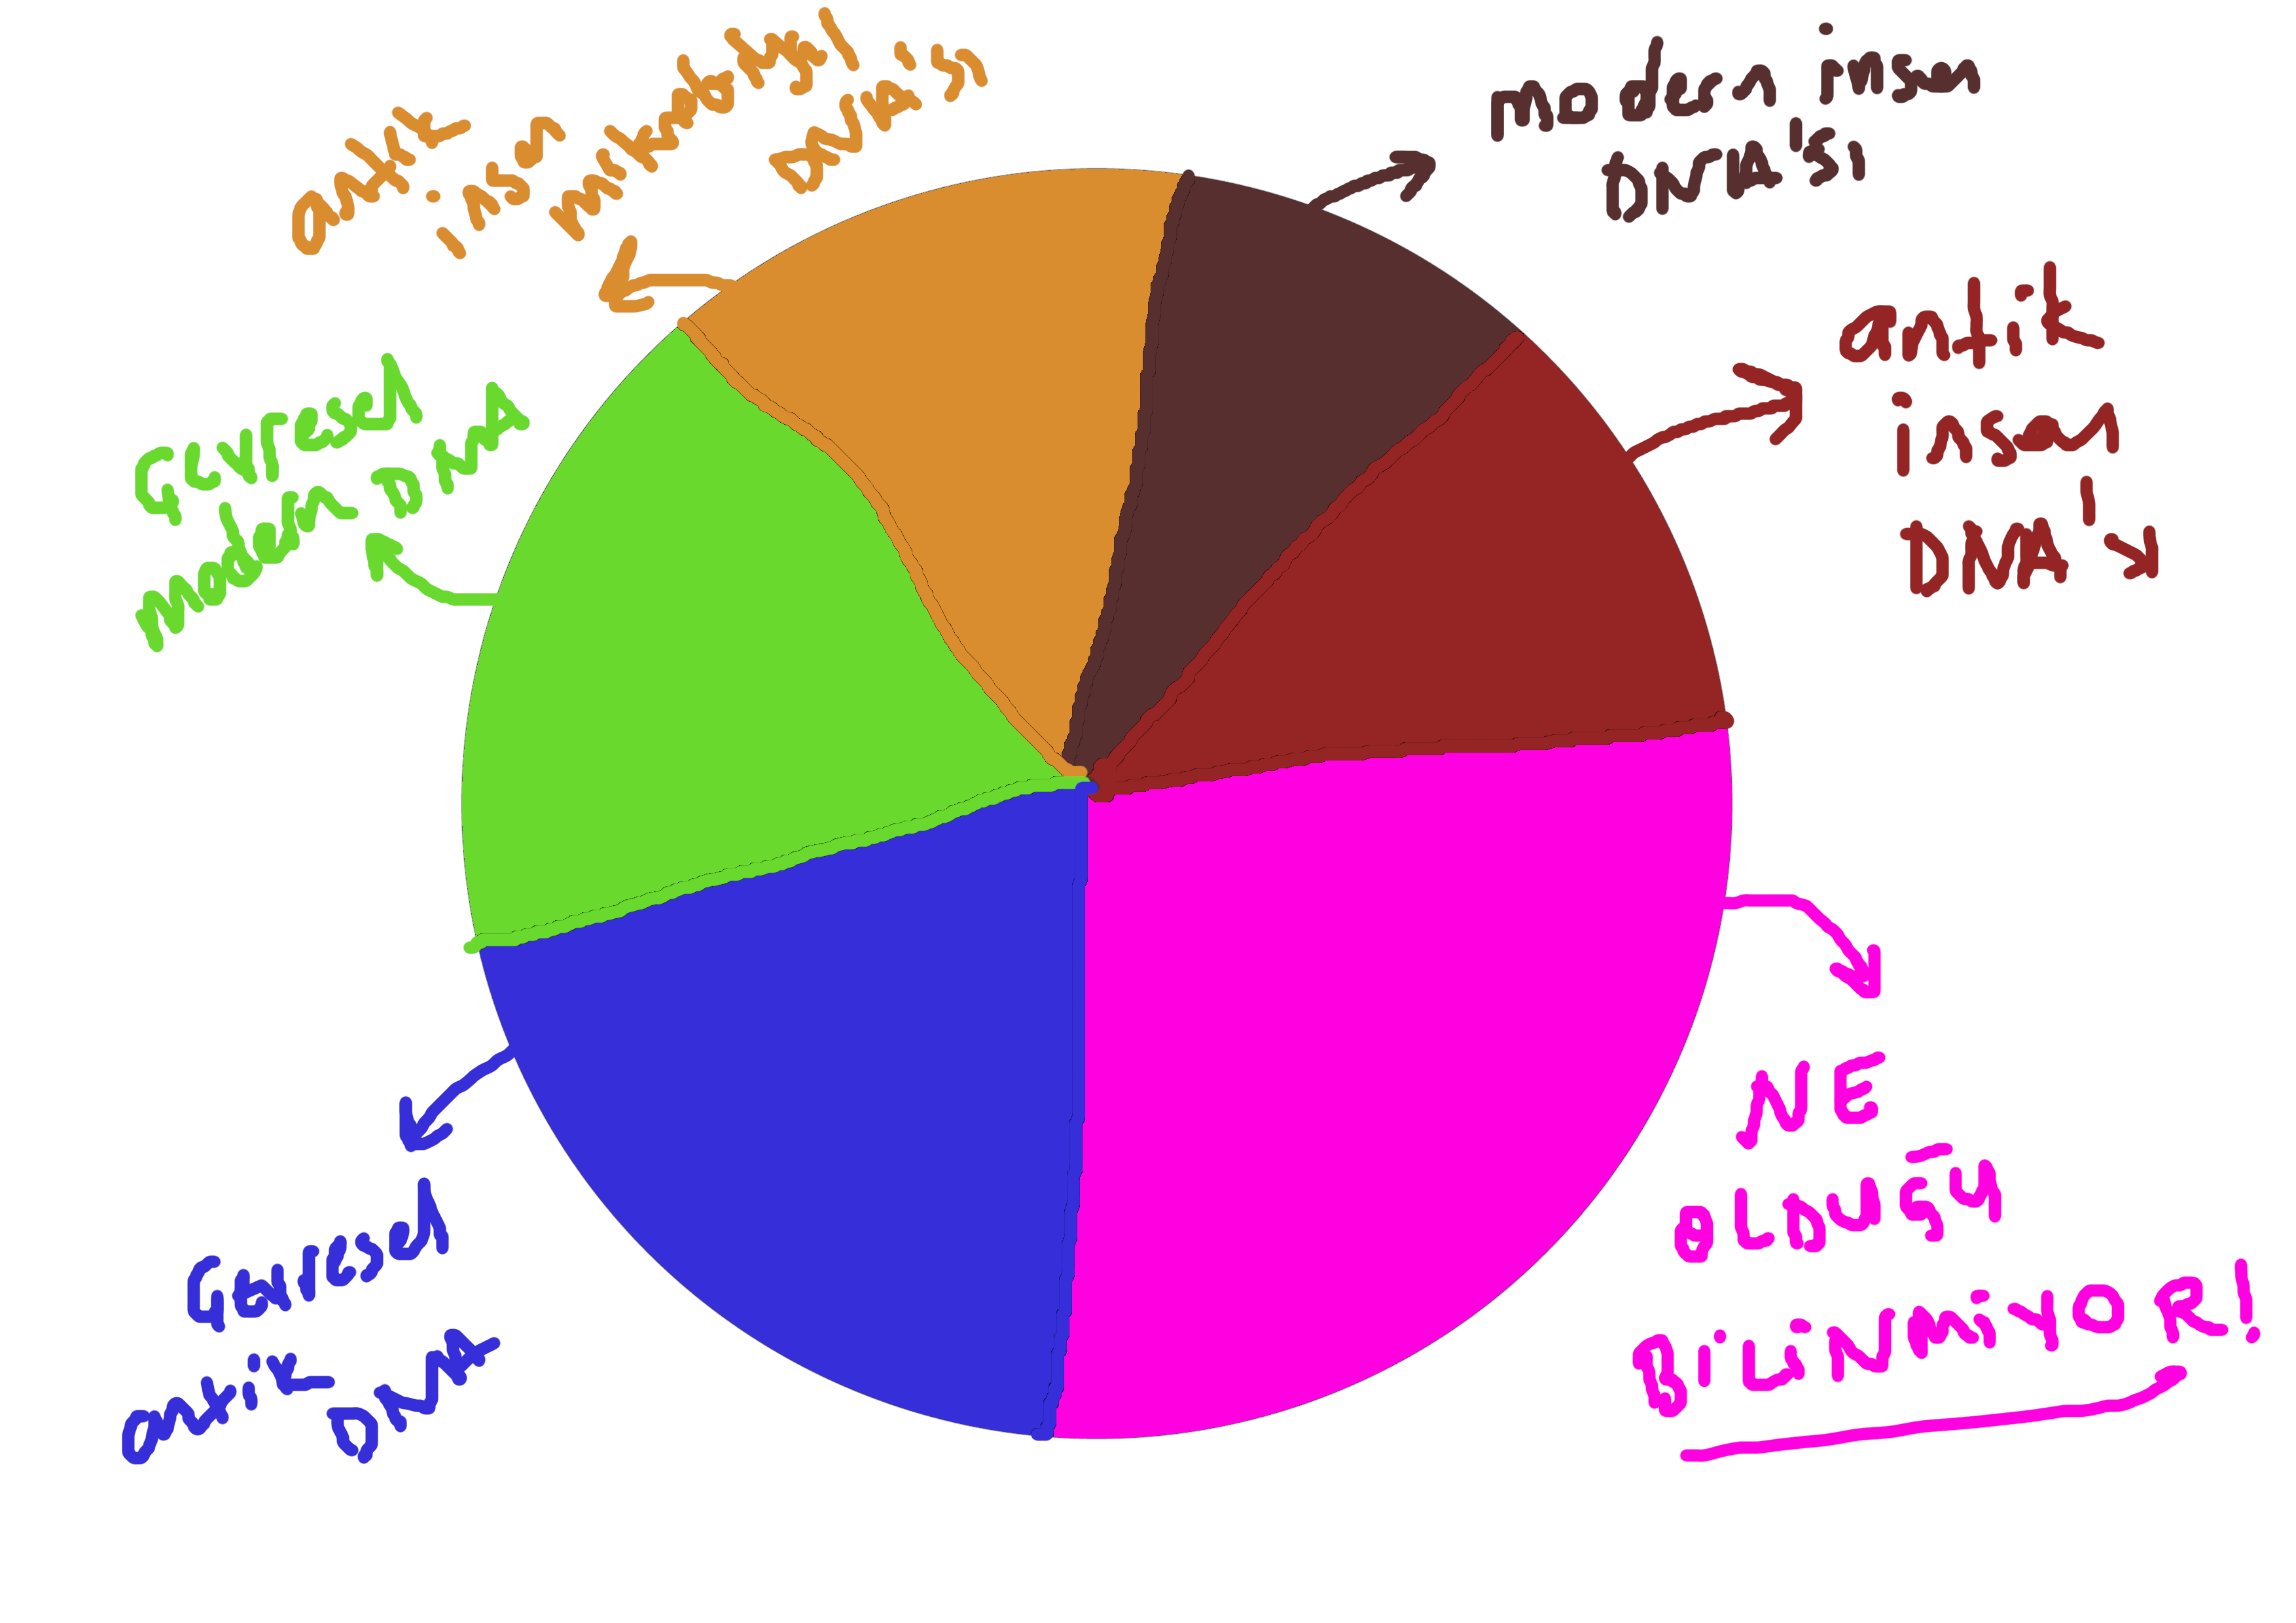 antik
insan
mitokondriyal
DNA'sı
modern insan
DNA'sı
antik
insan
DNA'sı
Çevresel
modern DNA
NE
OLDUĞU
BİLİNMİYOR!
Çevresel
antik
DNA